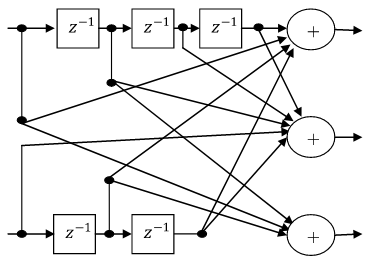 z⁻¹ z⁻¹ z⁻¹ +
+
z⁻¹ z⁻¹ +